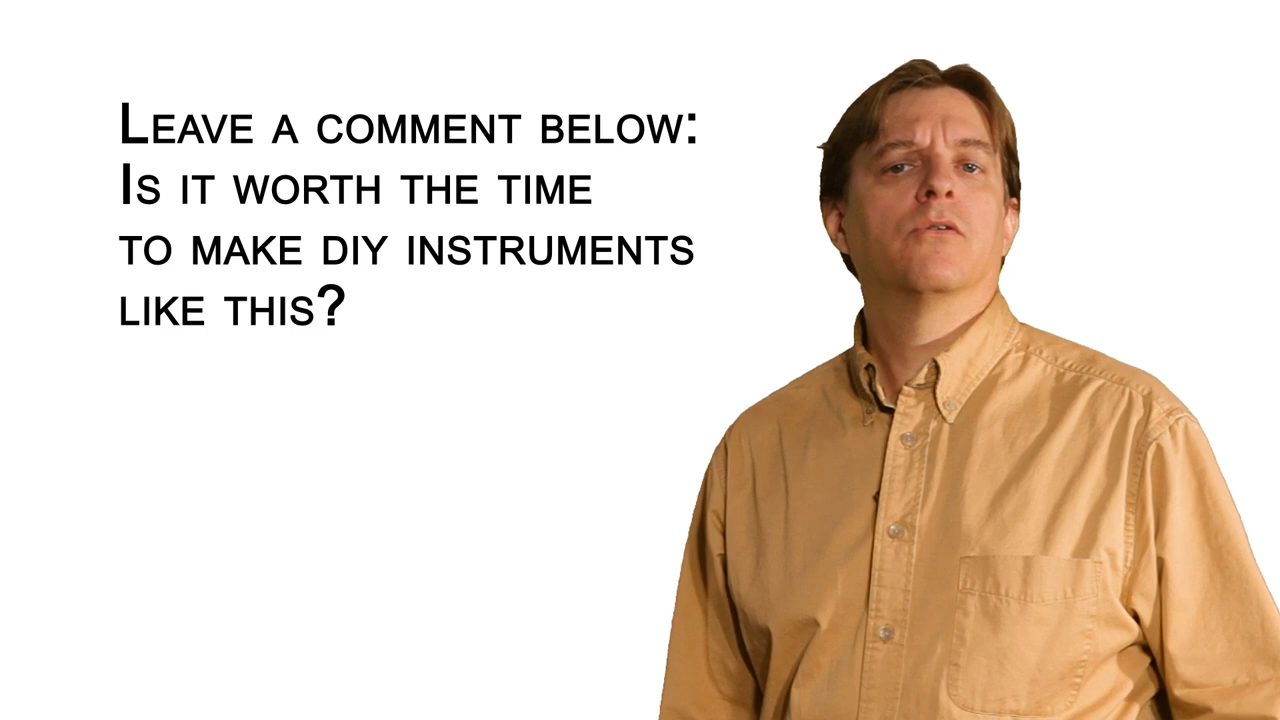 Leave a comment below:
Is it worth the time
to make DIY instruments
like this?